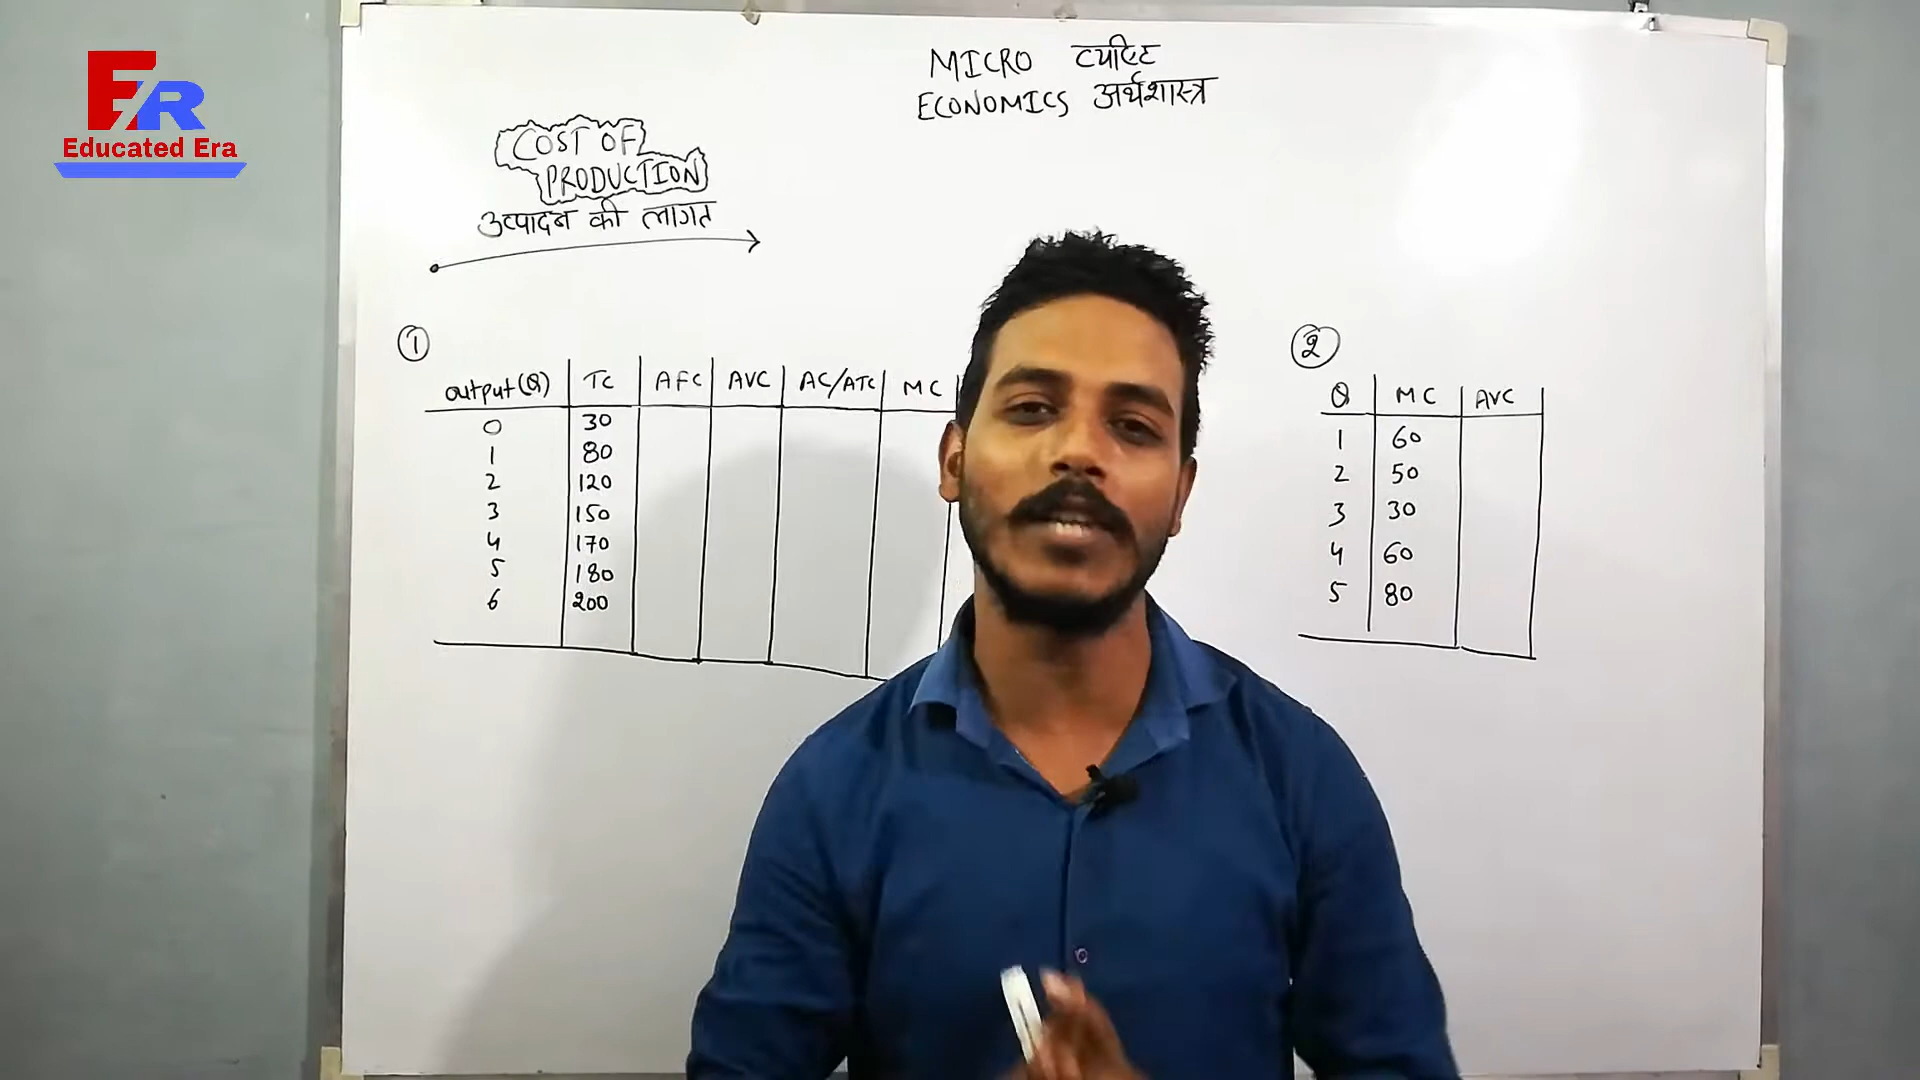 Educated Era
MICRO व्यष्टि
ECONOMICS अर्थशास्त्र
COST OF
PRODUCTION
उत्पादन की लागत
①
output(Q) TC AFC AVC AC/ATC MC
0 30
1 80
2 120
3 150
4 170
5 180
6 200
②
Q MC AVC
1 60
2 50
3 30
4 60
5 80